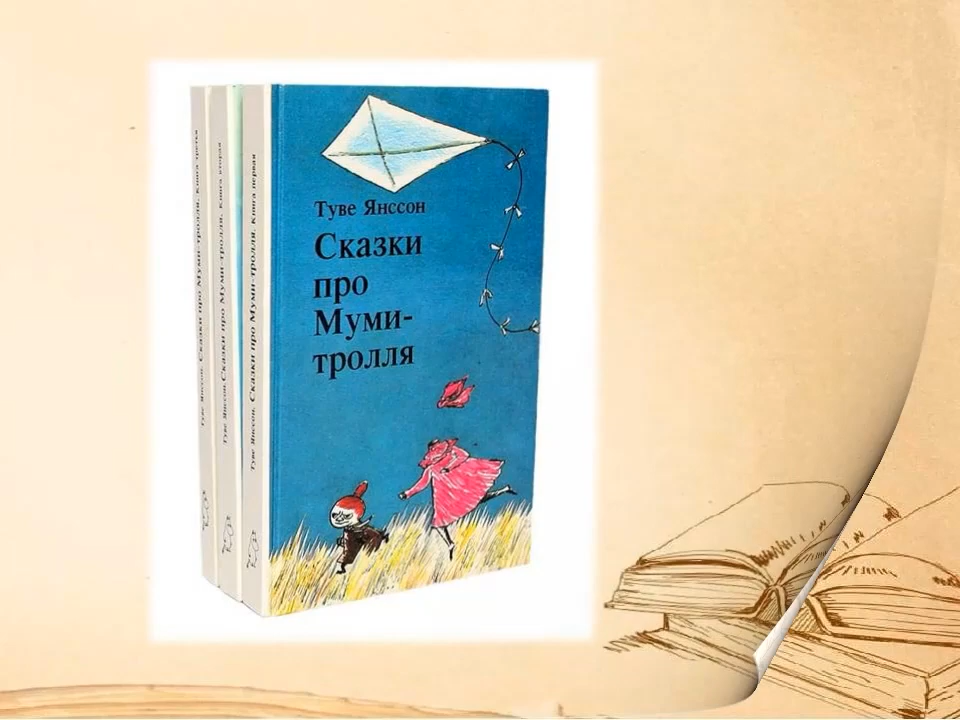 Туве Янссон
Сказки
про
Муми-
тролля
Туве Янссон. Сказки про Муми-тролля. Книга третья
Туве Янссон. Сказки про Муми-тролля. Книга вторая
Туве Янссон. Сказки про Муми-тролля. Книга первая